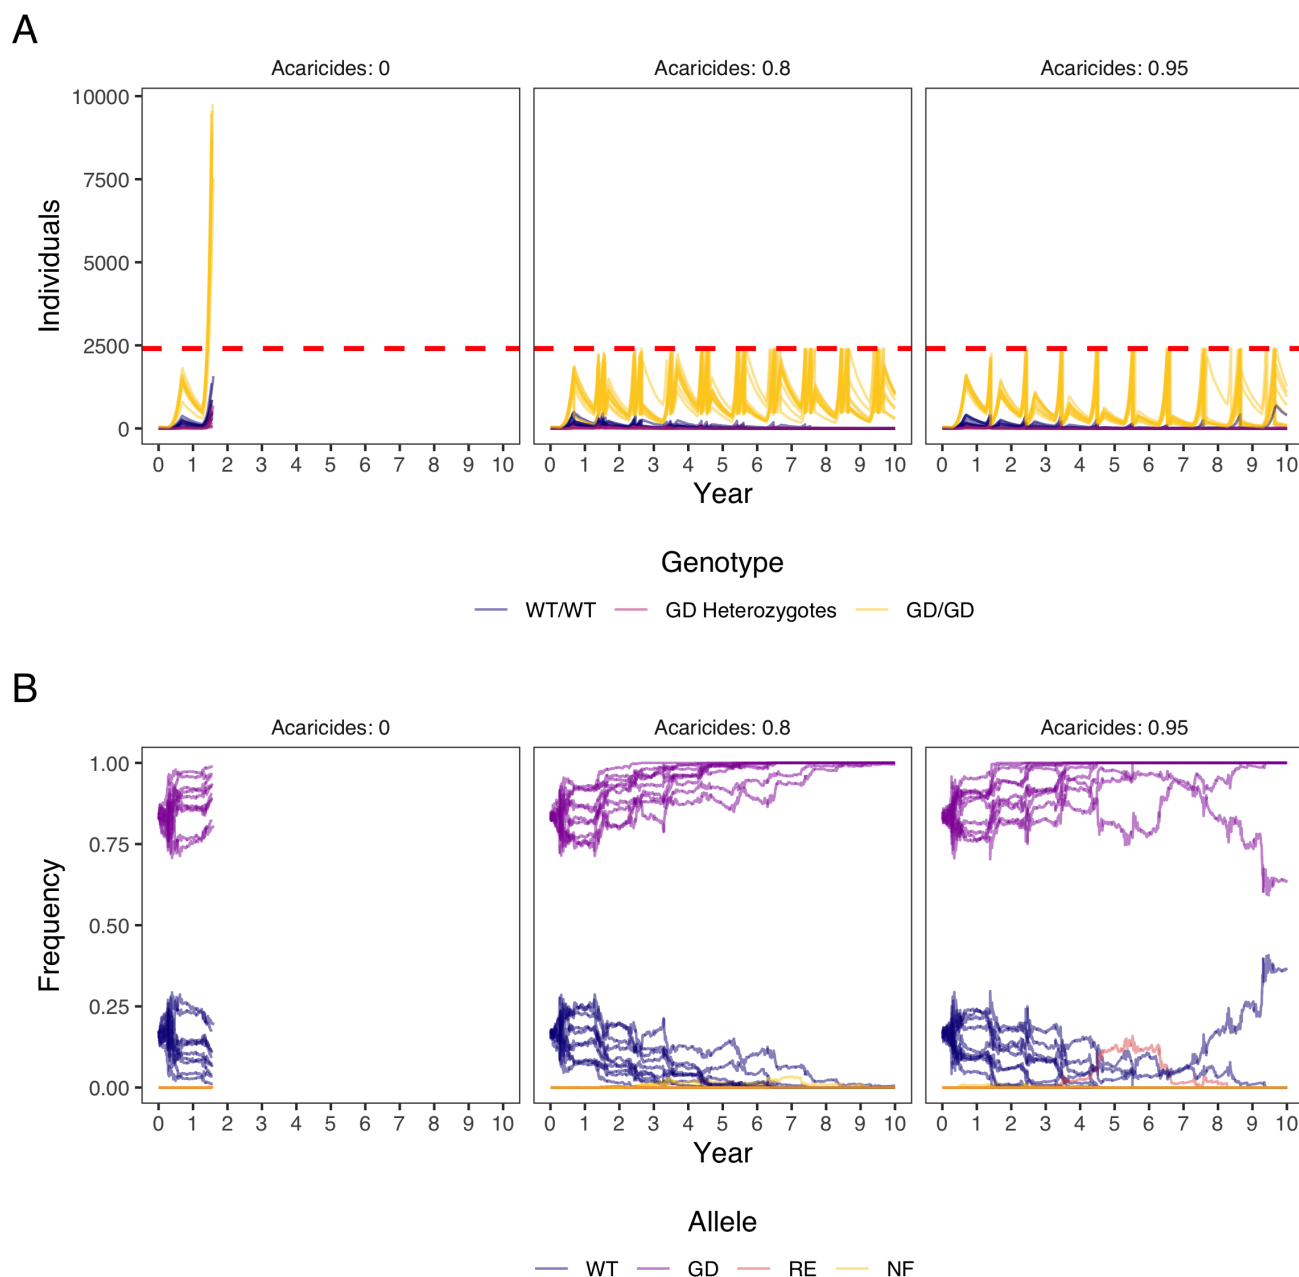 A
Acaricides: 0 Acaricides: 0.8 Acaricides: 0.95
10000
7500
5000
2500
0
Individuals
0 1 2 3 4 5 6 7 8 9 10 0 1 2 3 4 5 6 7 8 9 10 0 1 2 3 4 5 6 7 8 9 10
Year
Genotype
WT/WT GD Heterozygotes GD/GD
B
Acaricides: 0 Acaricides: 0.8 Acaricides: 0.95
1.00
0.75
0.50
0.25
0.00
Frequency
0 1 2 3 4 5 6 7 8 9 10 0 1 2 3 4 5 6 7 8 9 10 0 1 2 3 4 5 6 7 8 9 10
Year
Allele
WT GD RE NF